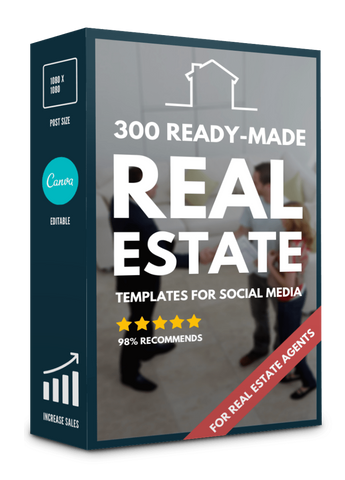 1080 X
1080
POST SIZE
Canva
EDITABLE
INCREASE SALES
300 READY-MADE
REAL
ESTATE
TEMPLATES FOR SOCIAL MEDIA
98% RECOMMENDS
FOR REAL ESTATE AGENTS